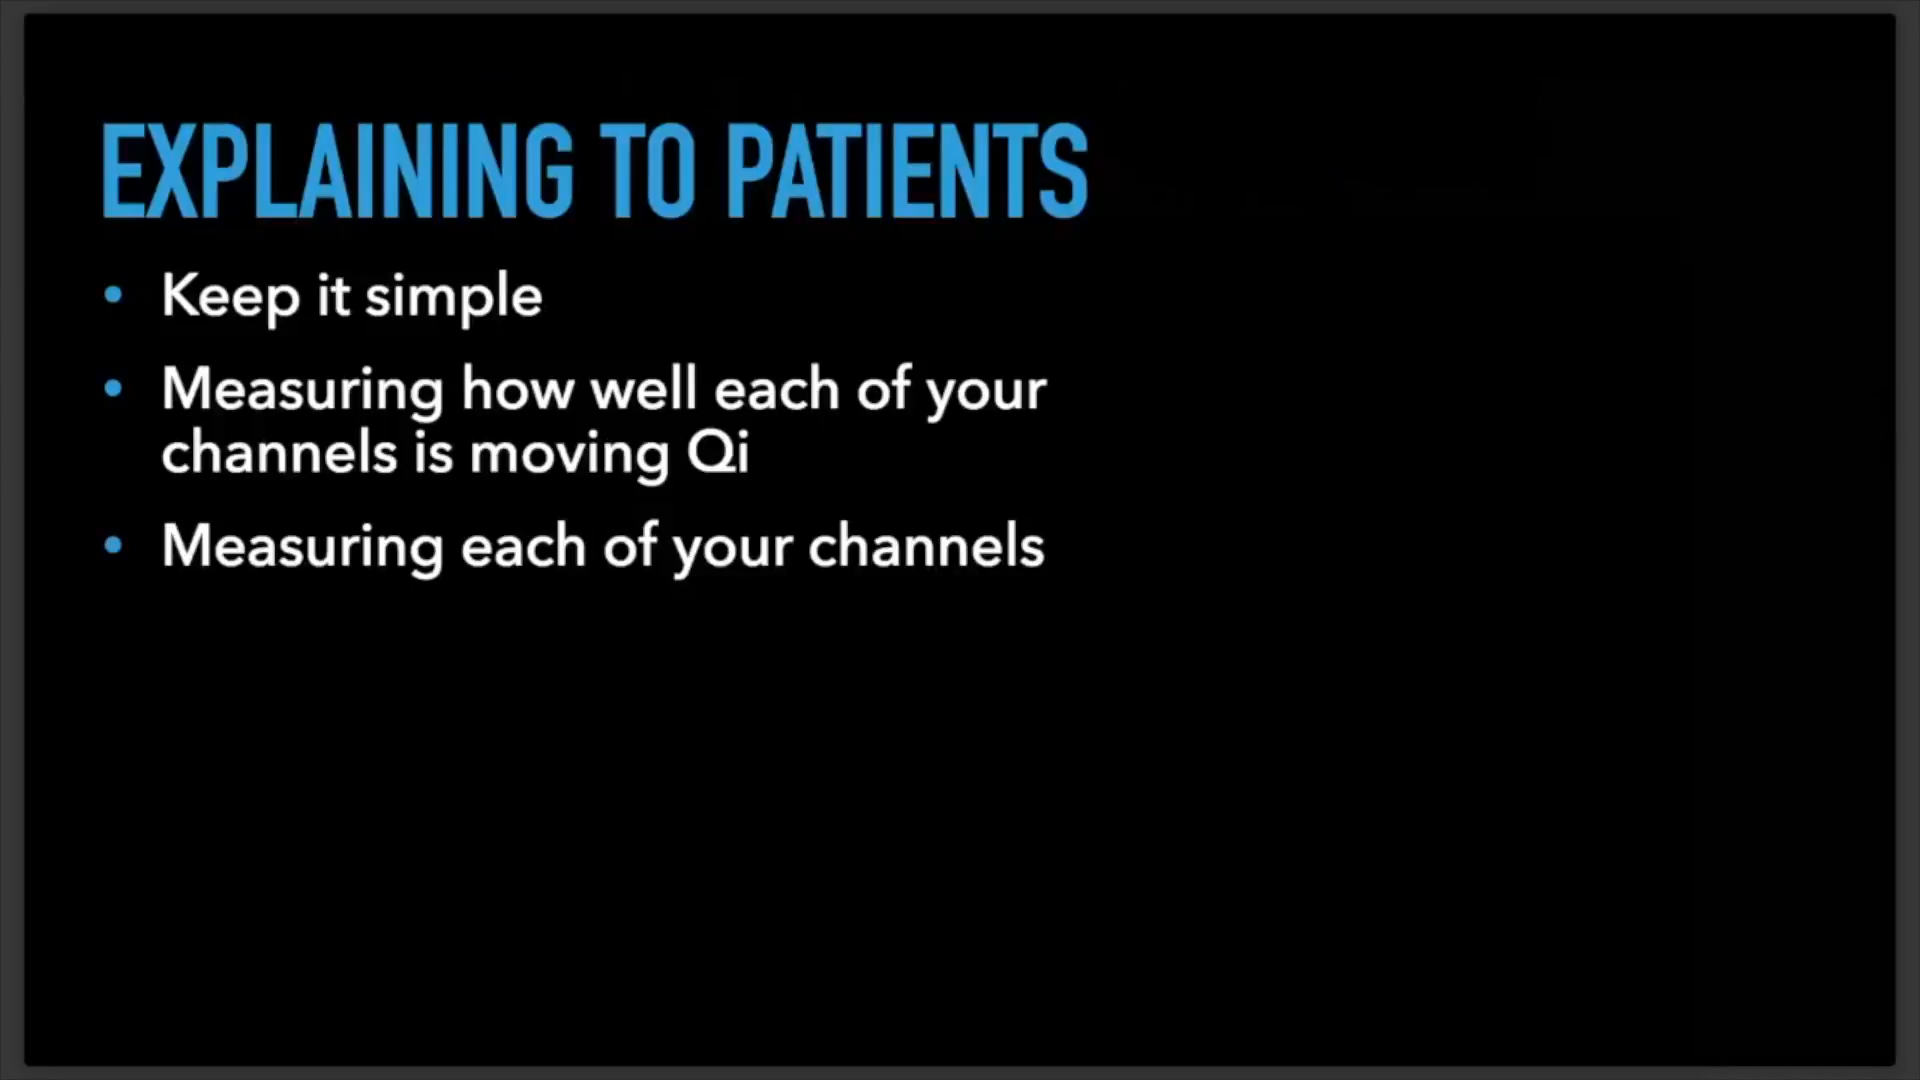 EXPLAINING TO PATIENTS
• Keep it simple
• Measuring how well each of your
channels is moving Qi
• Measuring each of your channels